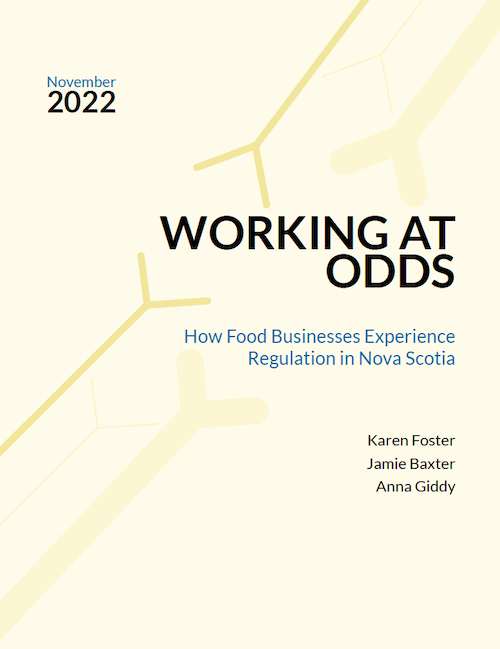 November
2022
WORKING AT
ODDS
How Food Businesses Experience
Regulation in Nova Scotia
Karen Foster
Jamie Baxter
Anna Giddy